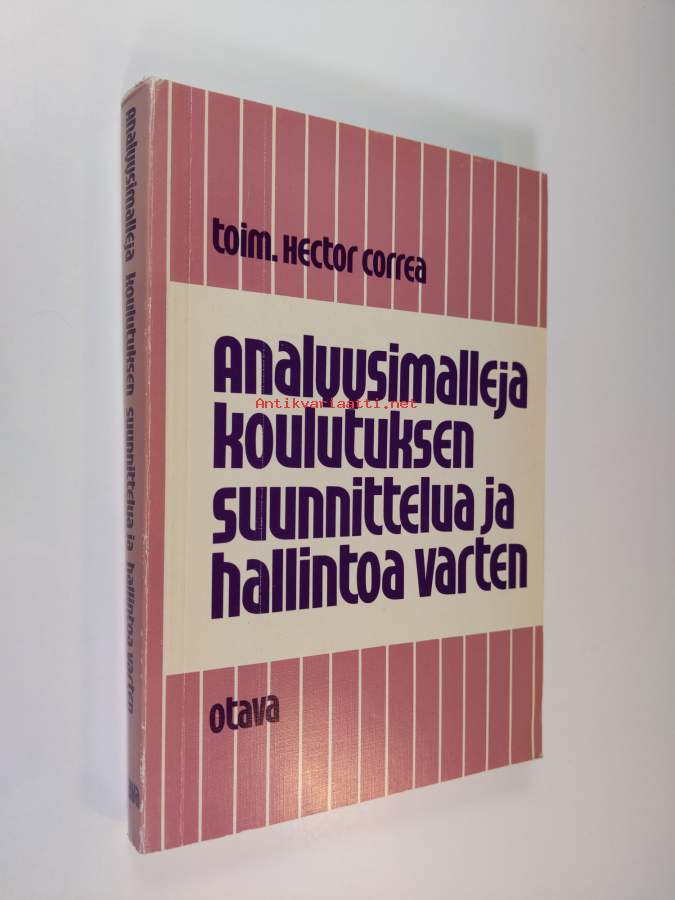 toim. Hector Correa
Analyysimalleja
koulutuksen
suunnittelua ja
hallintoa varten
otava
Analyysimalleja koulutuksen suunnittelua ja hallintoa varten
Antikvariaatti.net